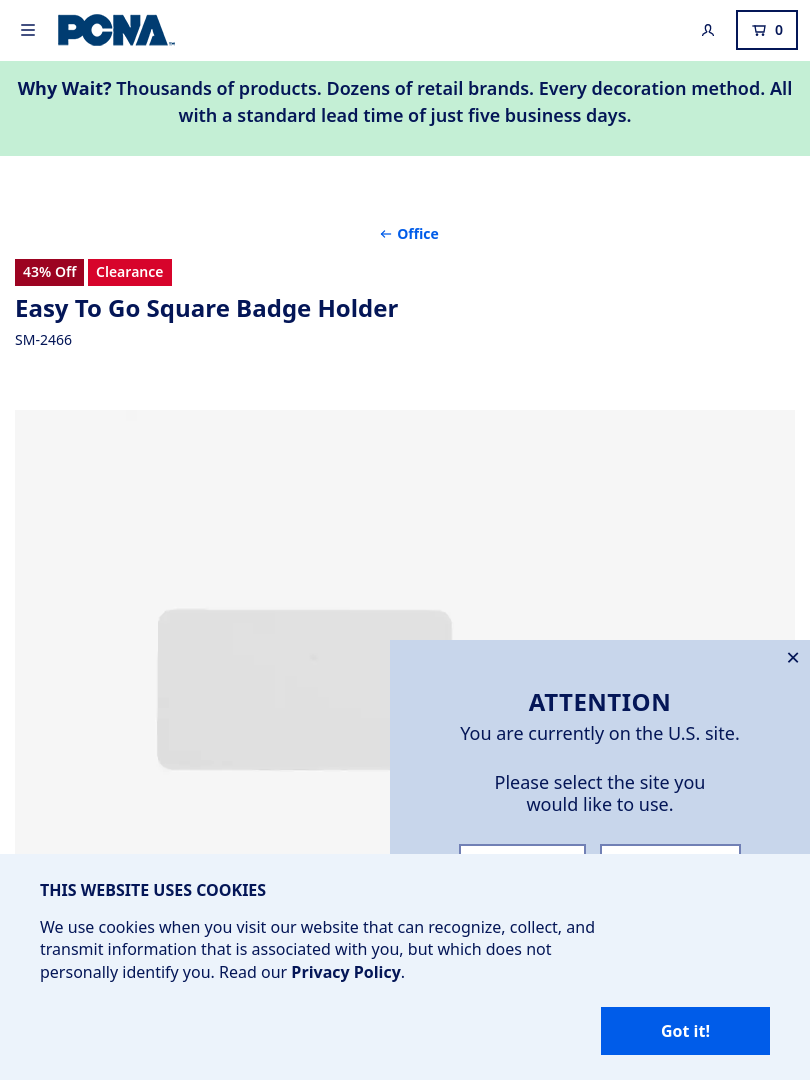 PCNA™
0
Why Wait? Thousands of products. Dozens of retail brands. Every decoration method. All
with a standard lead time of just five business days.
← Office
43% Off
Clearance
Easy To Go Square Badge Holder
SM-2466
ATTENTION
You are currently on the U.S. site.
Please select the site you
would like to use.
THIS WEBSITE USES COOKIES
We use cookies when you visit our website that can recognize, collect, and
transmit information that is associated with you, but which does not
personally identify you. Read our Privacy Policy.
Got it!